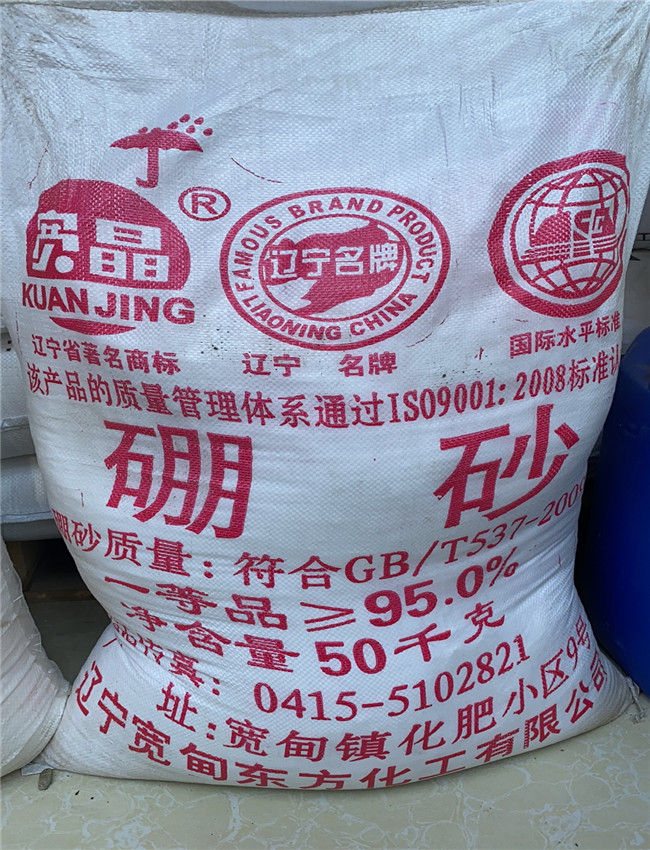 ®
宽晶
KUAN JING
辽宁省著名商标
FAMOUS BRAND PRODUCT
辽宁名牌
LIAONING CHINA
辽宁 名牌
国际水平标准
该产品的质量管理体系通过ISO9001:2008标准认
硼 砂
硼砂质量:符合GB/T537-2009
一等品≥95.0%
净含量50千克
0415-5102821
址:宽甸镇化肥小区9号
辽宁宽甸东方化工有限公司